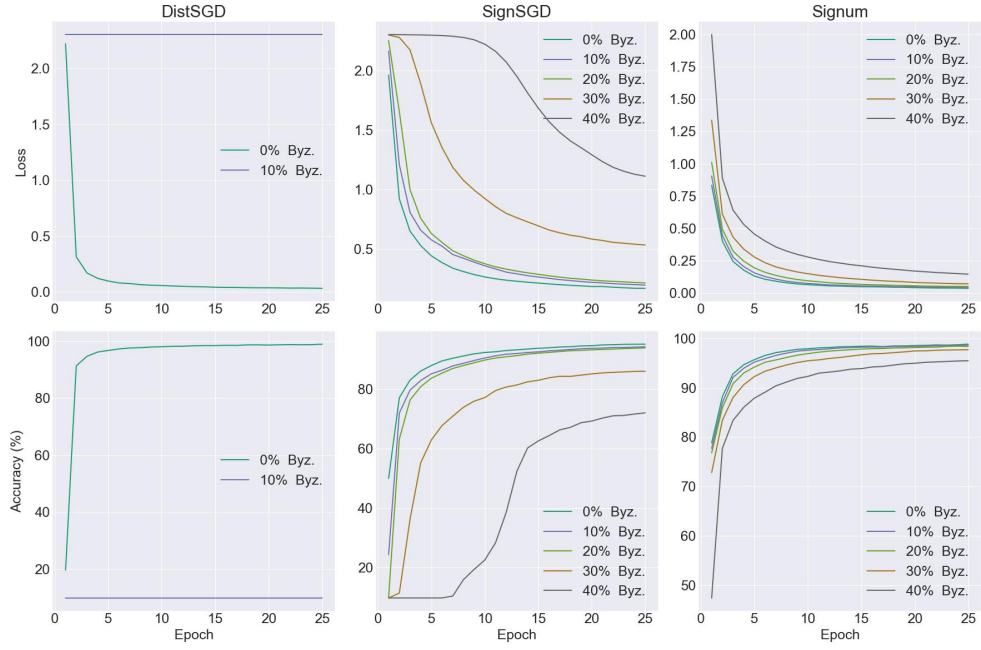 DistSGD
SignSGD
Signum
Loss
2.0
1.5
1.0
0.5
0.0
0% Byz.
10% Byz.
0
5
10
15
20
25
2.0
1.5
1.0
0.5
0% Byz.
10% Byz.
20% Byz.
30% Byz.
40% Byz.
0
5
10
15
20
25
2.00
1.75
1.50
1.25
1.00
0.75
0.50
0.25
0.00
0% Byz.
10% Byz.
20% Byz.
30% Byz.
40% Byz.
0
5
10
15
20
25
Accuracy (%)
100
80
60
40
20
0% Byz.
10% Byz.
0
5
10
15
20
25
Epoch
80
60
40
20
0% Byz.
10% Byz.
20% Byz.
30% Byz.
40% Byz.
0
5
10
15
20
25
Epoch
100
90
80
70
60
50
0% Byz.
10% Byz.
20% Byz.
30% Byz.
40% Byz.
0
5
10
15
20
25
Epoch